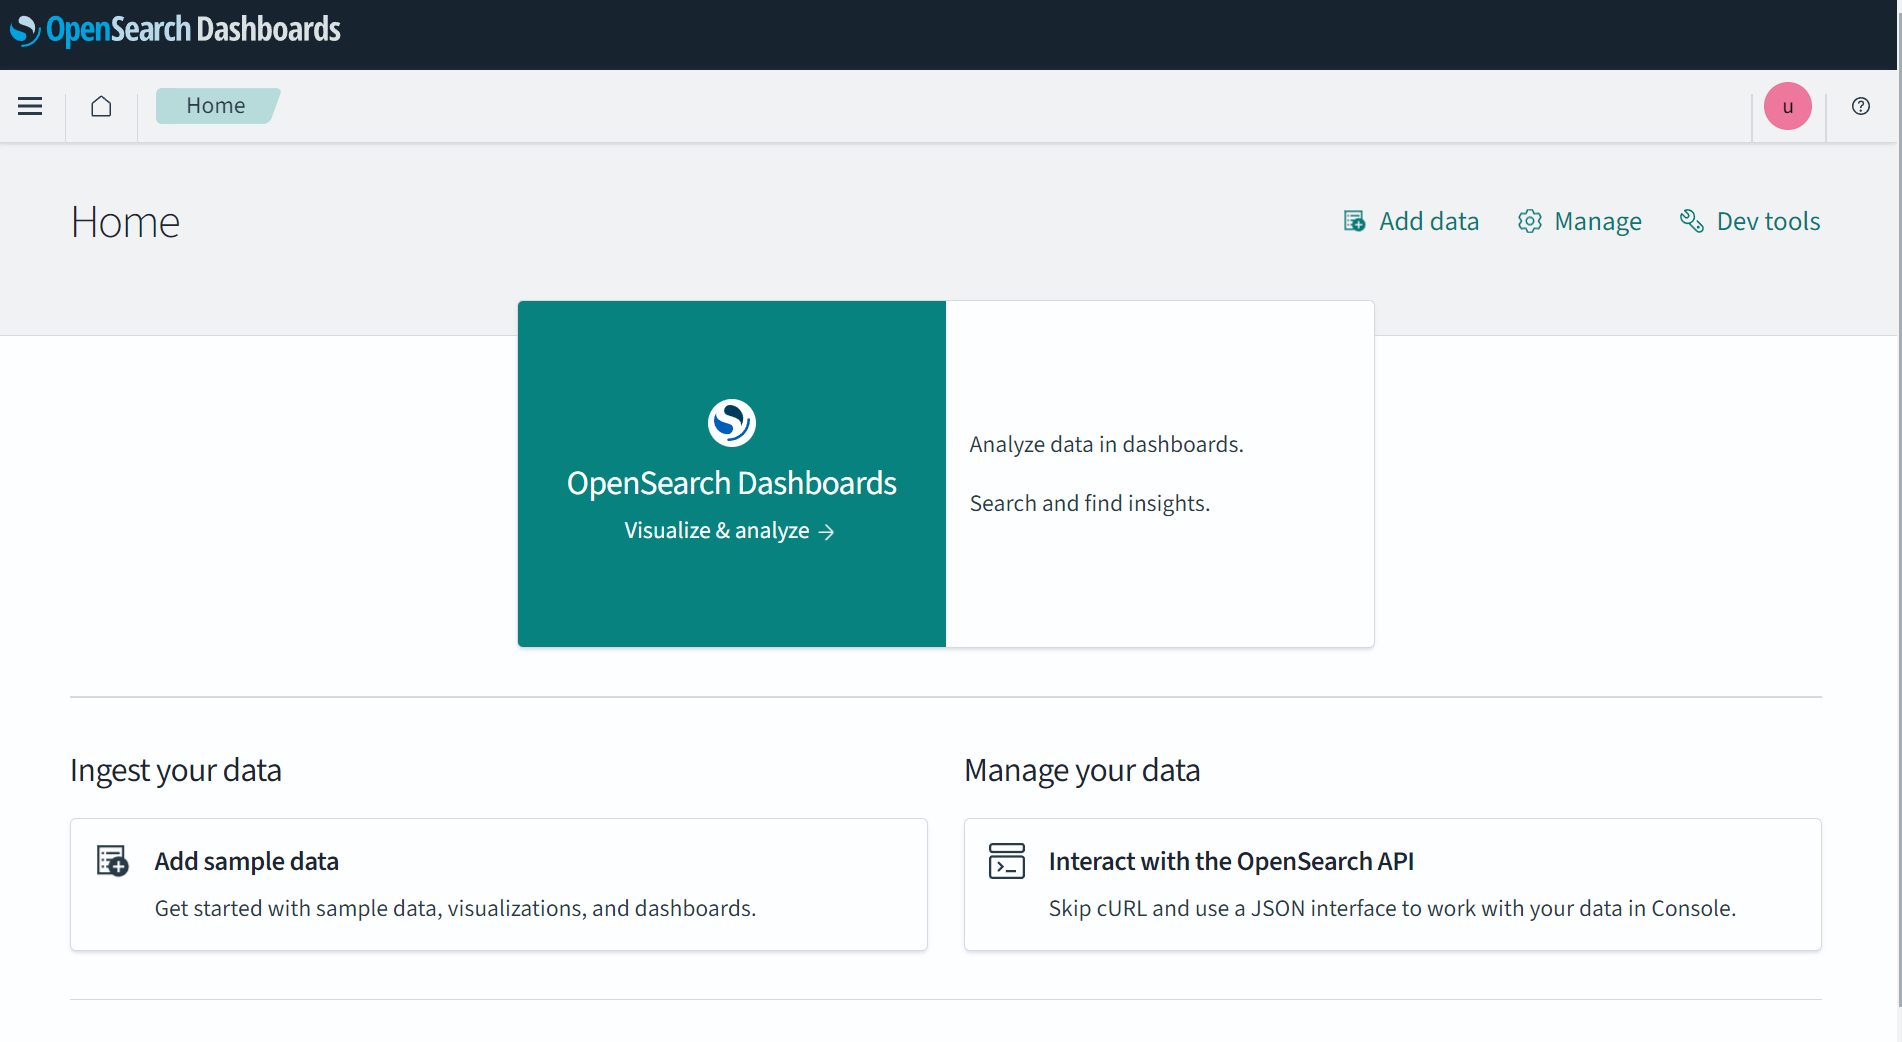 OpenSearch Dashboards
Home
u
Home
Add data
Manage
Dev tools
OpenSearch Dashboards
Visualize & analyze →
Analyze data in dashboards.
Search and find insights.
Ingest your data
Manage your data
Add sample data
Get started with sample data, visualizations, and dashboards.
Interact with the OpenSearch API
Skip cURL and use a JSON interface to work with your data in Console.